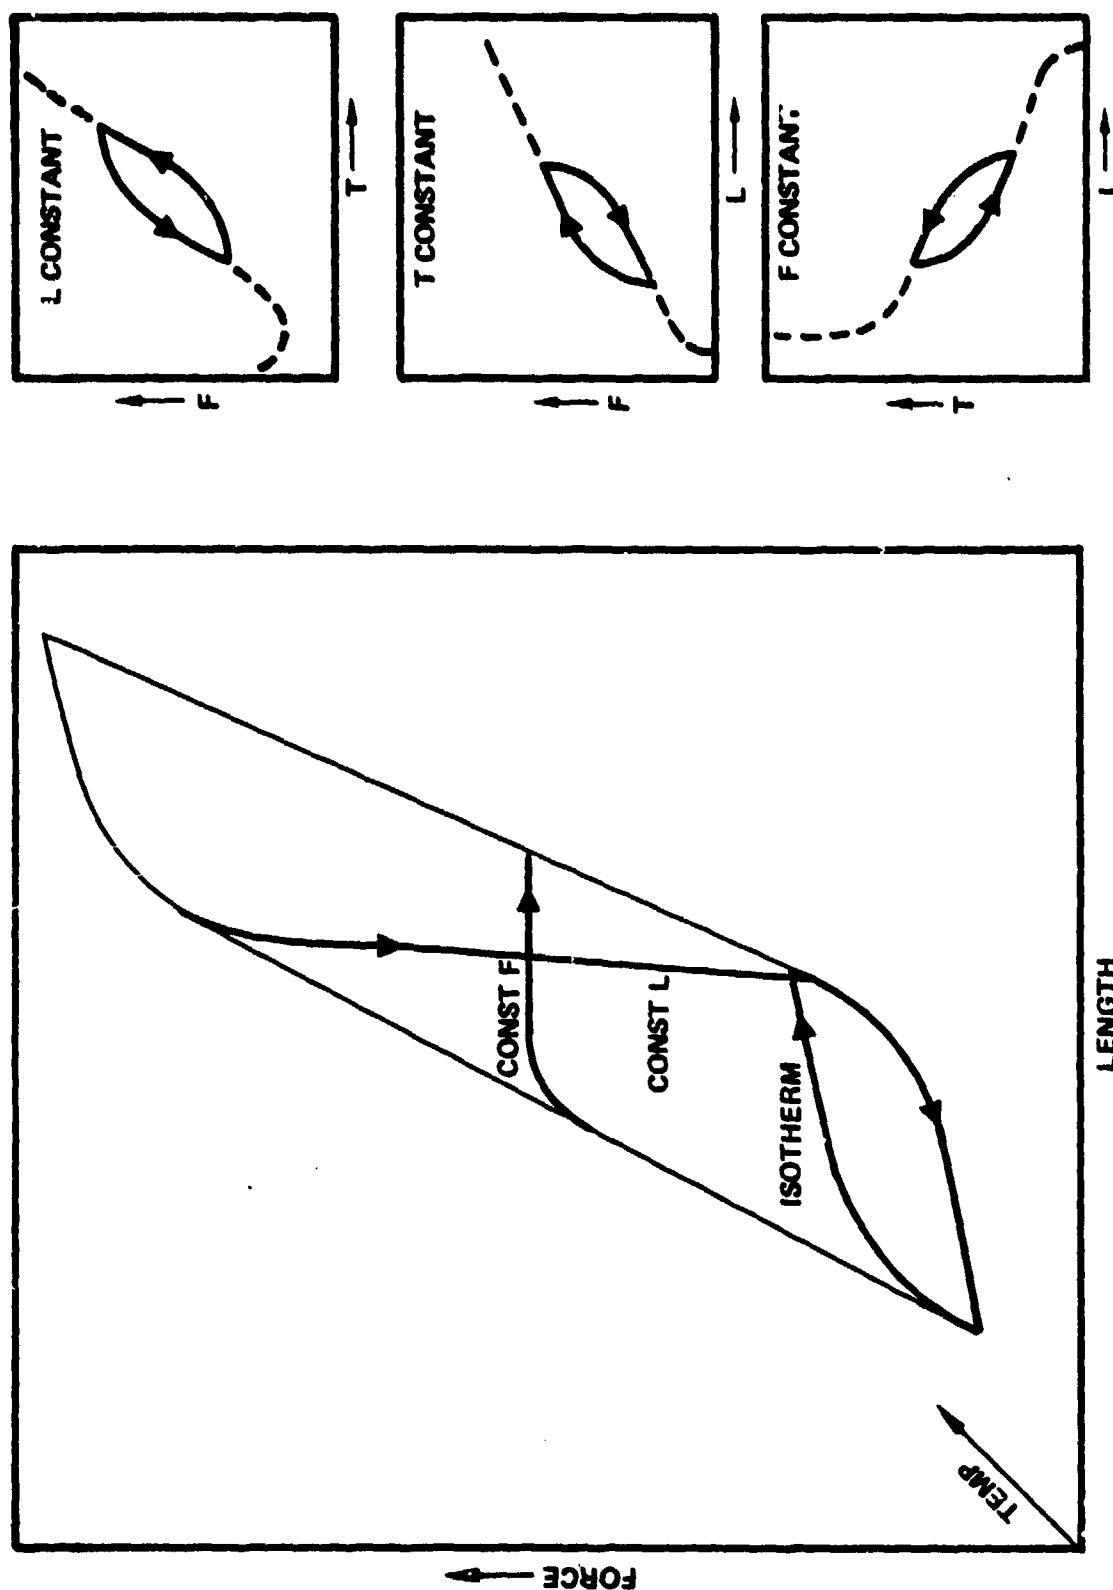 FORCE
CONST F
CONST L
ISOTHERM
TEMP
LENGTH
L CONSTANT
F
T
T CONSTANT
F
L
F CONSTANT
T